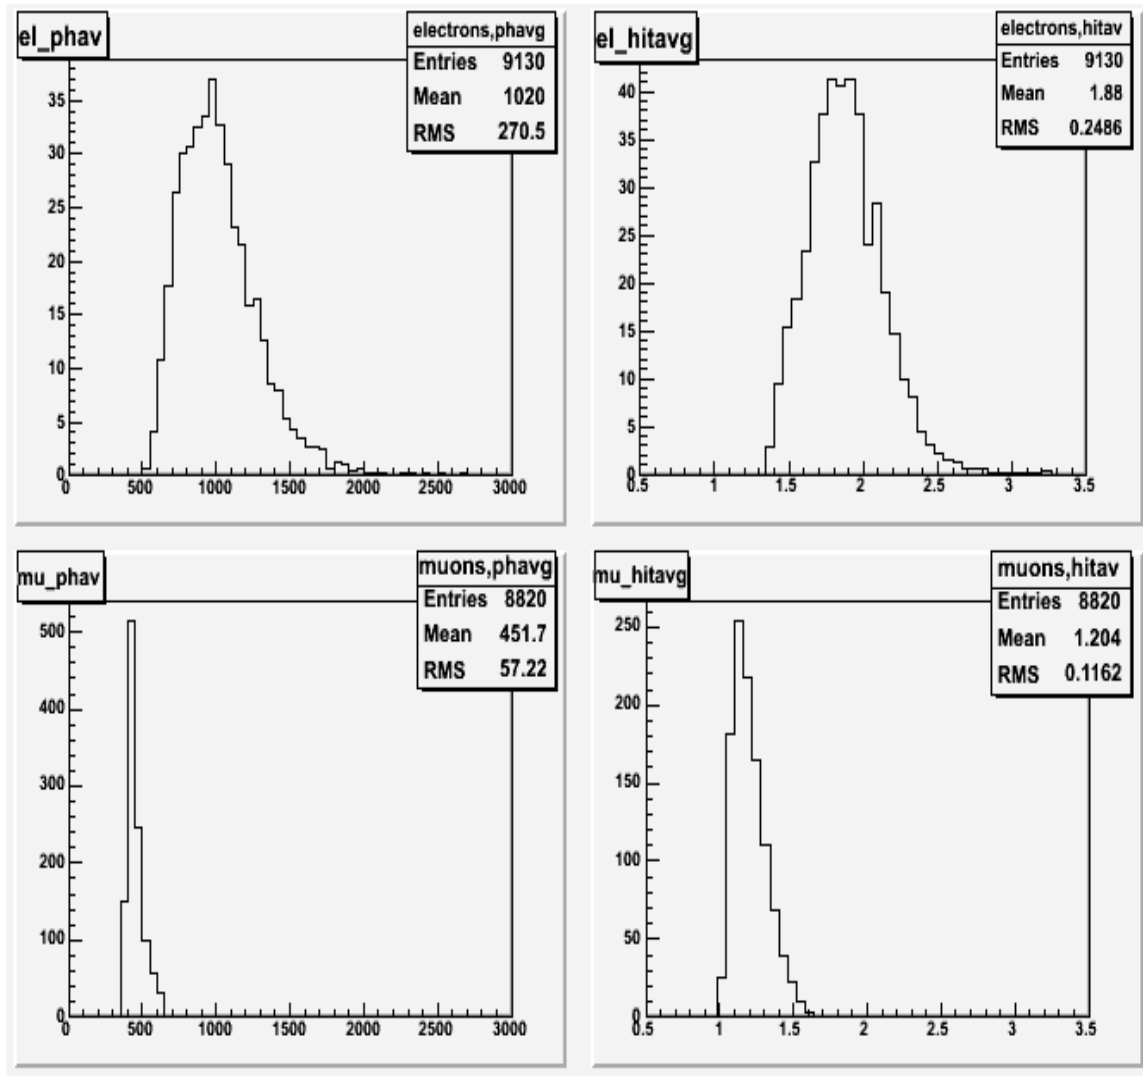 el_phav
electrons,phavg
Entries 9130
Mean 1020
RMS 270.5
35
30
25
20
15
10
5
0
0 500 1000 1500 2000 2500 3000
el_hitavg
electrons,hitav
Entries 9130
Mean 1.88
RMS 0.2486
40
35
30
25
20
15
10
5
0
0.5 1 1.5 2 2.5 3 3.5
mu_phav
muons,phavg
Entries 8820
Mean 451.7
RMS 57.22
500
400
300
200
100
0
0 500 1000 1500 2000 2500 3000
mu_hitavg
muons,hitav
Entries 8820
Mean 1.204
RMS 0.1162
250
200
150
100
50
0
0.5 1 1.5 2 2.5 3 3.5